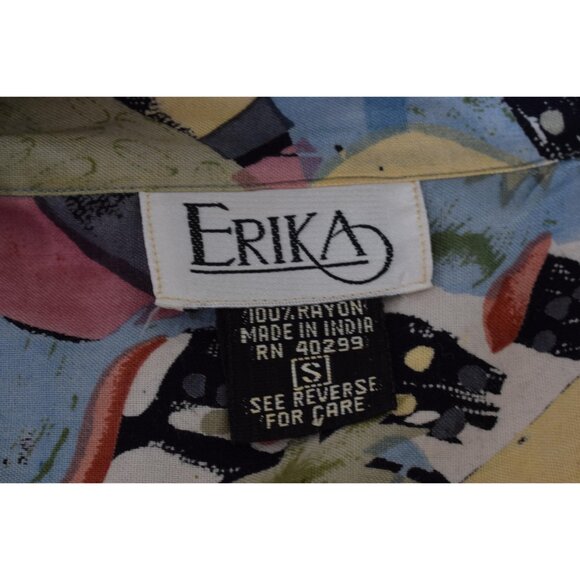 ERIKA
100% RAYON
MADE IN INDIA
RN 40299
S
SEE REVERSE
FOR CARE